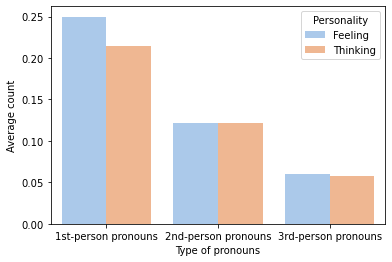 Personality
Feeling
Thinking
0.25
0.20
0.15
0.10
0.05
0.00
Average count
1st-person pronouns 2nd-person pronouns 3rd-person pronouns
Type of pronouns